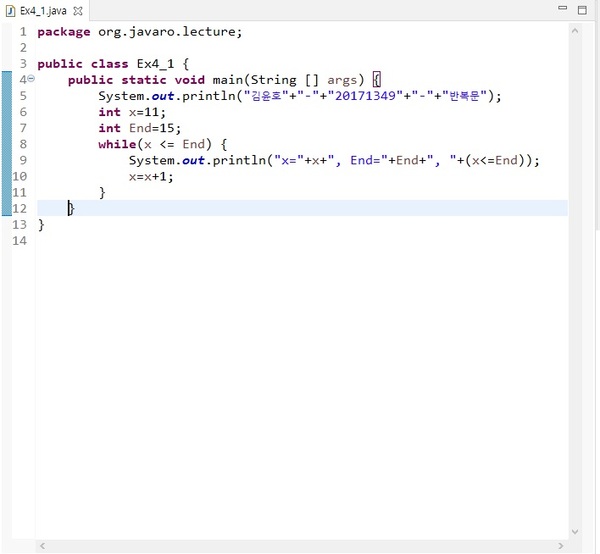 Ex4_1.java
1 package org.javaro.lecture;
2
3 public class Ex4_1 {
4 public static void main(String [] args) {
5 System.out.println("김윤호"+"-"+"20171349"+"-"+"반복문");
6 int x=11;
7 int End=15;
8 while(x <= End) {
9 System.out.println("x="+x+", End="+End+", "+(x<=End));
10 x=x+1;
11 }
12 }
13 }
14